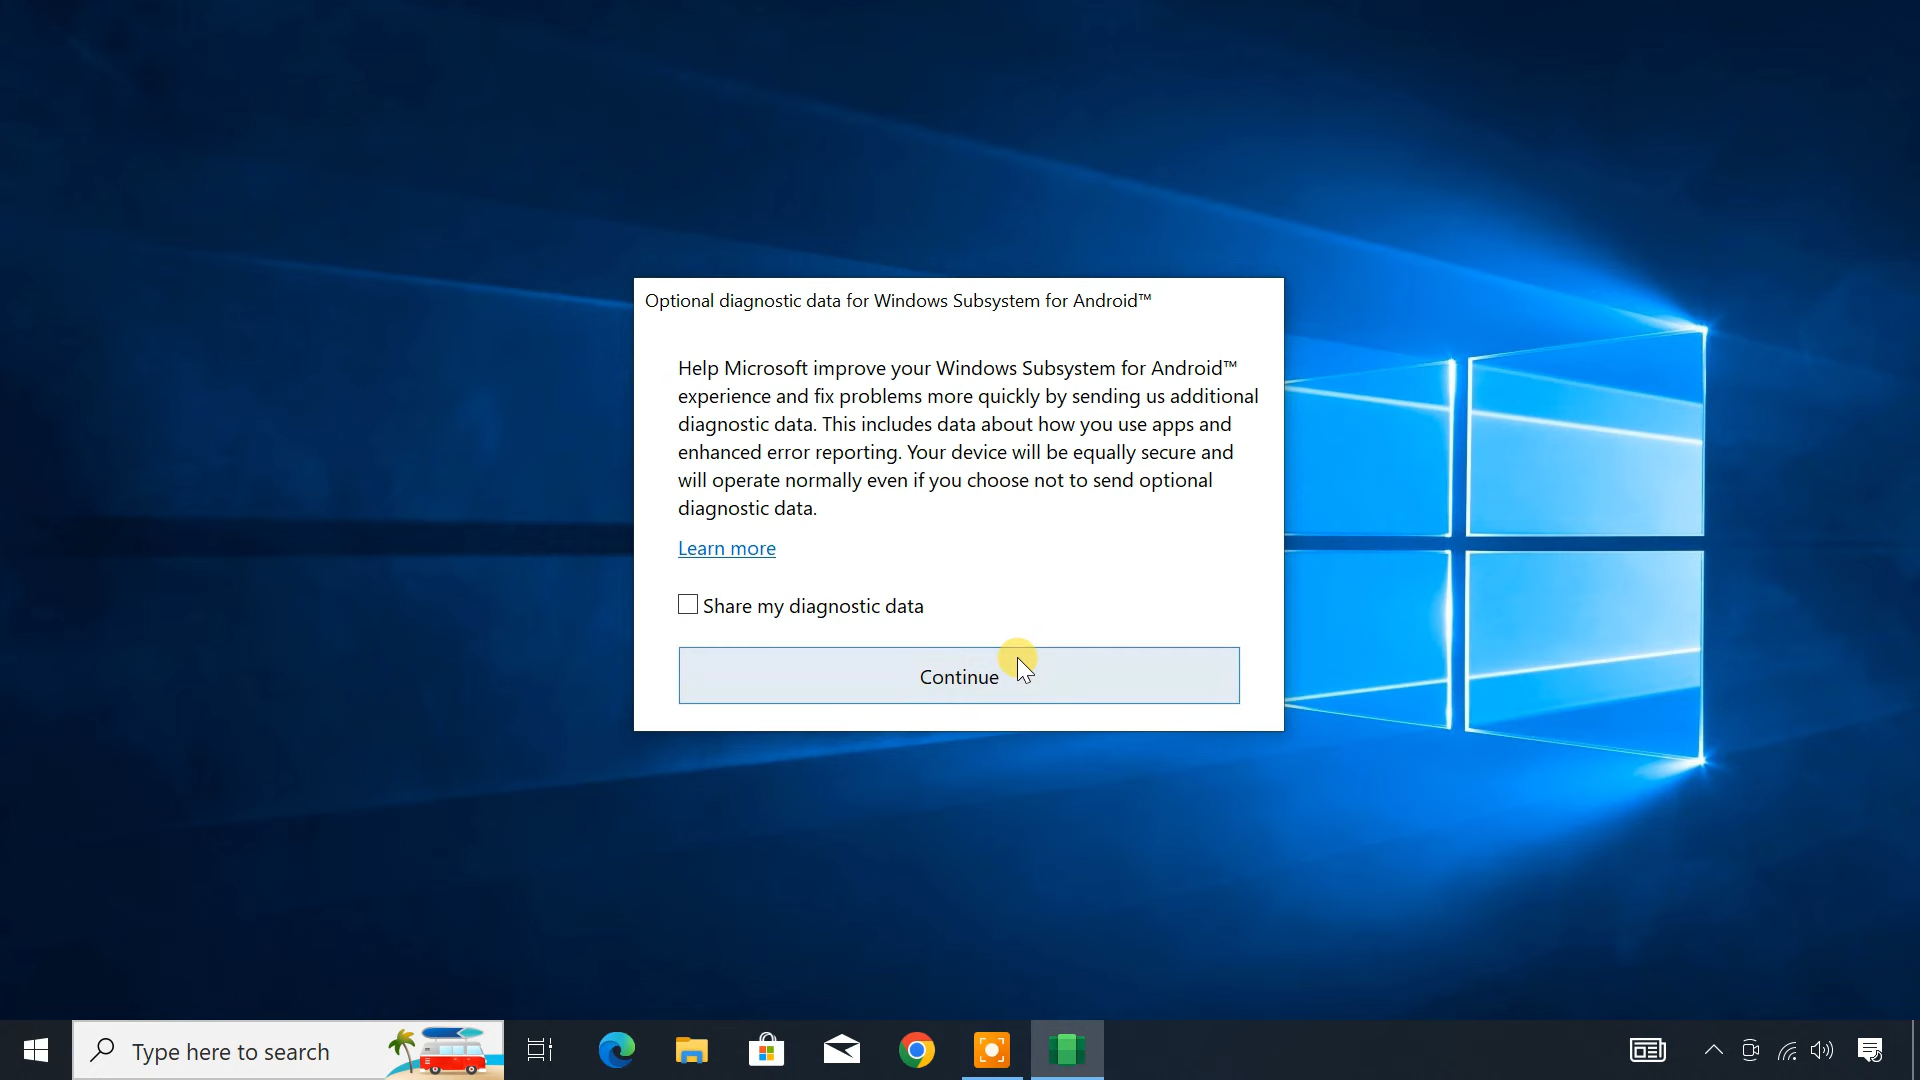 Optional diagnostic data for Windows Subsystem for Android™
Help Microsoft improve your Windows Subsystem for Android™
experience and fix problems more quickly by sending us additional
diagnostic data. This includes data about how you use apps and
enhanced error reporting. Your device will be equally secure and
will operate normally even if you choose not to send optional
diagnostic data.
Learn more
Share my diagnostic data
Continue
Type here to search